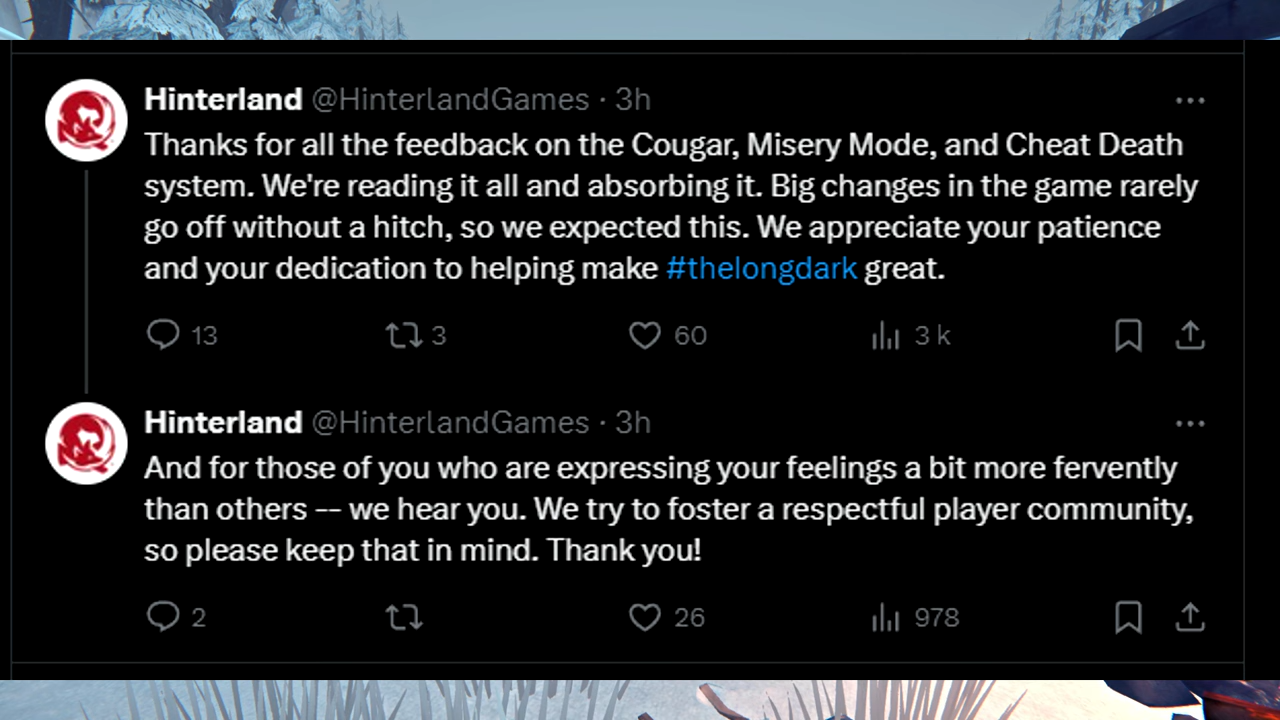 Hinterland @HinterlandGames · 3h
Thanks for all the feedback on the Cougar, Misery Mode, and Cheat Death
system. We're reading it all and absorbing it. Big changes in the game rarely
go off without a hitch, so we expected this. We appreciate your patience
and your dedication to helping make #thelongdark great.
13 3 60 3 k
Hinterland @HinterlandGames · 3h
And for those of you who are expressing your feelings a bit more fervently
than others -- we hear you. We try to foster a respectful player community,
so please keep that in mind. Thank you!
2 26 978